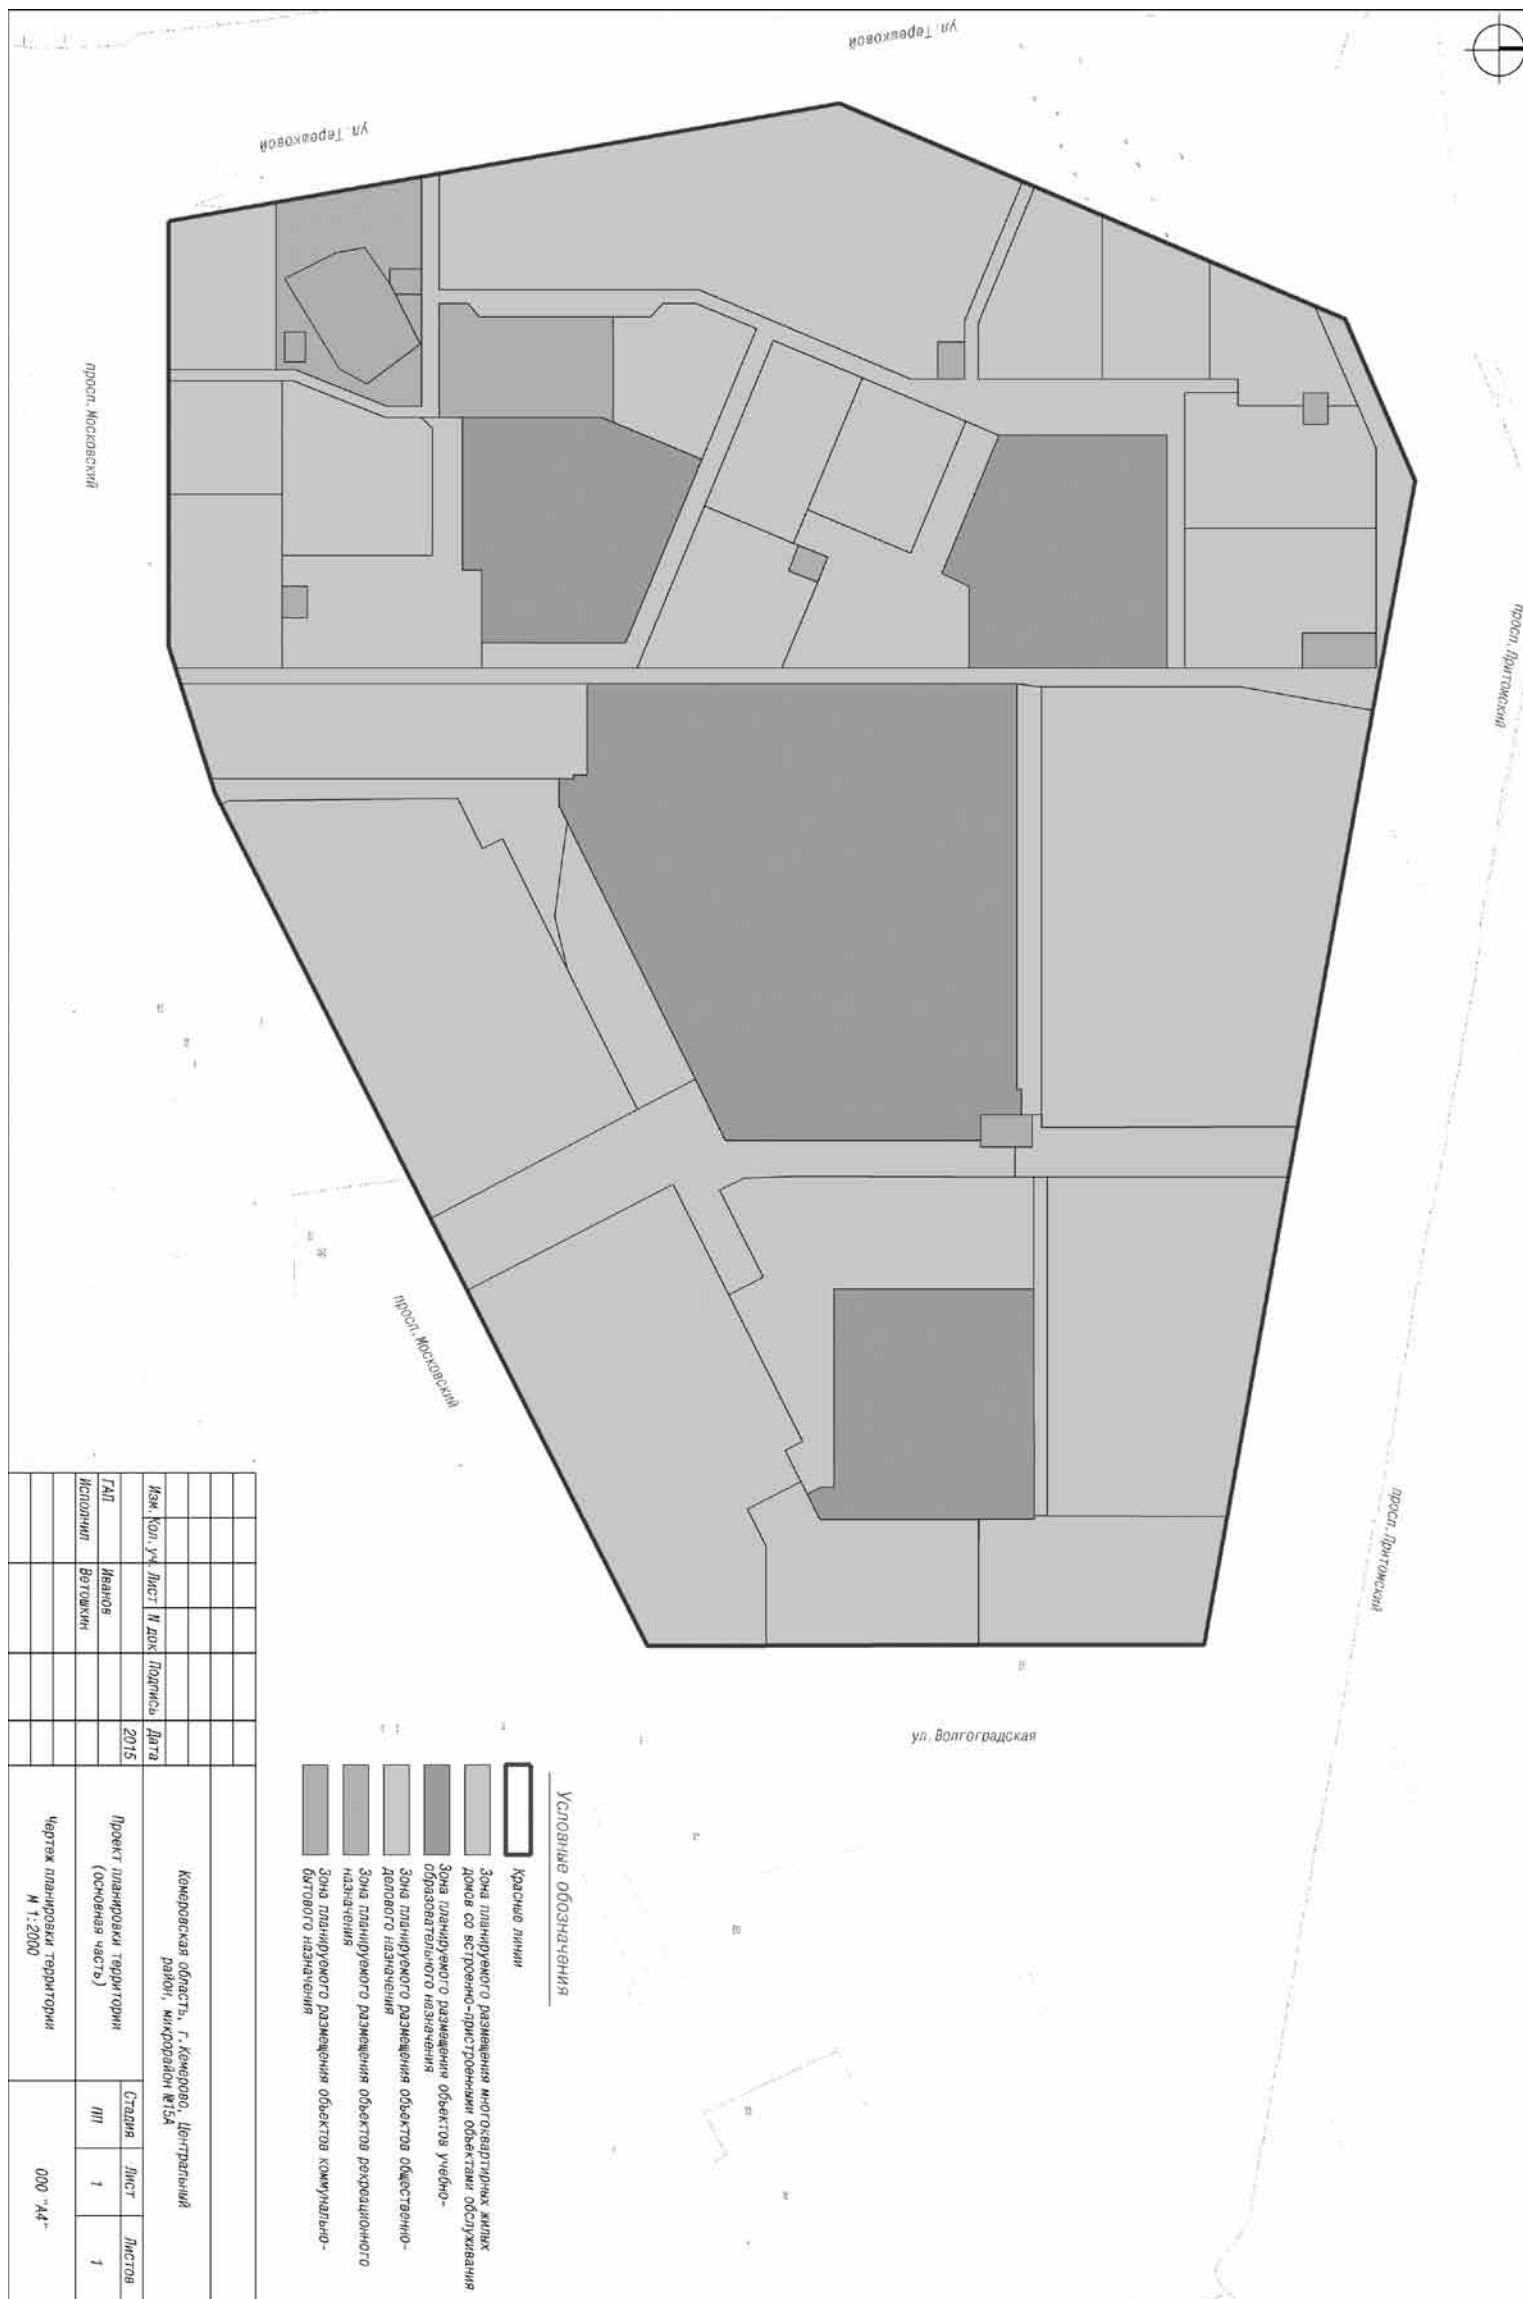 ул. Терешковой
ул. Терешковой
просп. Московский
просп. Притомский
просп. Московский
просп. Притомский
ул. Волгоградская
Условные обозначения
Красные линии
Зона планируемого размещения многоквартирных жилых
домов со встроенно-пристроенными объектами обслуживания
Зона планируемого размещения объектов учебно-
образовательного назначения
Зона планируемого размещения объектов общественно-
делового назначения
Зона планируемого размещения объектов рекреационного
назначения
Зона планируемого размещения объектов коммунально-
бытового назначения
Кемеровская область, г. Кемерово, Центральный
район, микрорайон №15А
Изм. Кол. уч. Лист N док Подпись Дата
2015
ГАП Иванов
Исполнил Ветошкин
Проект планировки территории
(основная часть)
Стадия Лист Листов
ПП 1 1
Чертеж планировки территории
М 1:2000
ООО "А4"